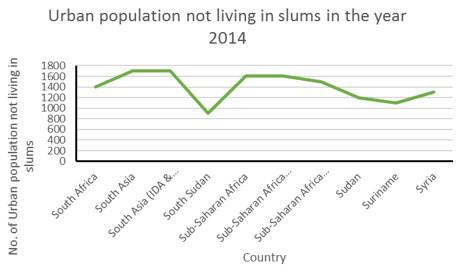 Urban population not living in slums in the year
2014
No. of Urban population not living in
slums
1800
1600
1400
1200
1000
800
600
400
200
0
South Africa
South Asia
South Asia (IDA &...
South Sudan
Sub-Saharan Africa
Sub-Saharan Africa...
Sub-Saharan Africa...
Sudan
Suriname
Syria
Country